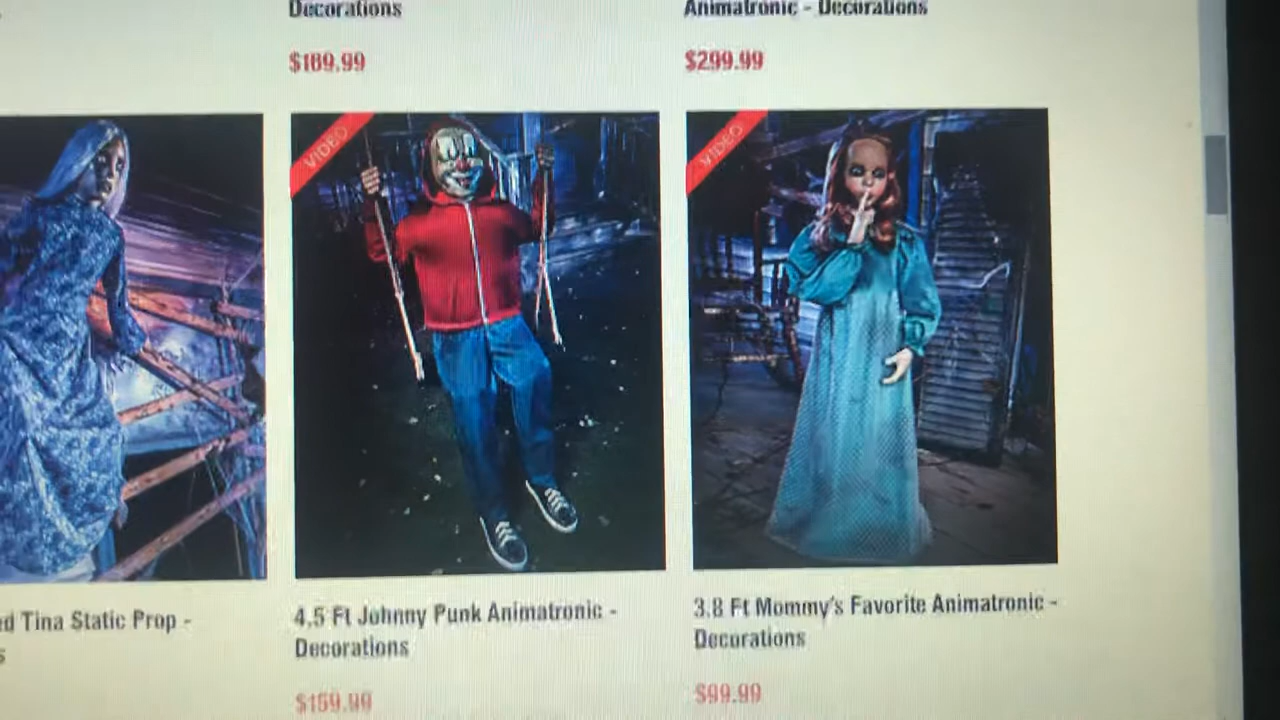 Decorations
Animatronic - Decorations
$189.99
$299.99
VIDEO
VIDEO
ed Tina Static Prop -
s
4.5 Ft Johnny Punk Animatronic -
Decorations
3.8 Ft Mommy's Favorite Animatronic -
Decorations
$159.99
$99.99